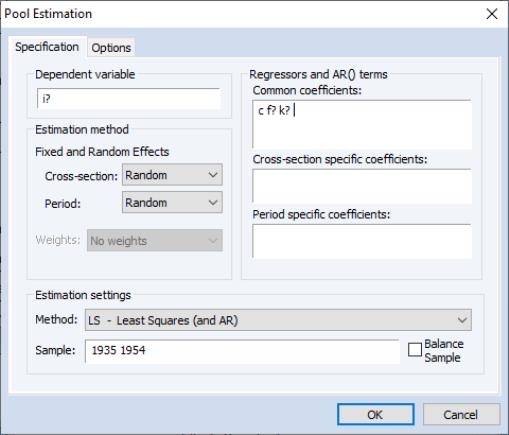 Pool Estimation
Specification
Options
Dependent variable
i?
Estimation method
Fixed and Random Effects
Cross-section: Random
Period: Random
Weights: No weights
Regressors and AR() terms
Common coefficients:
c f? k?
Cross-section specific coefficients:
Period specific coefficients:
Estimation settings
Method: LS - Least Squares (and AR)
Sample: 1935 1954
Balance
Sample
OK
Cancel